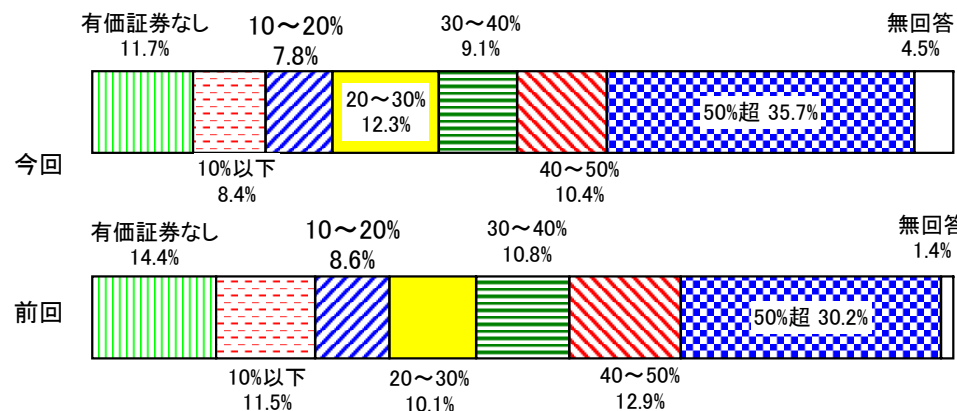 有価証券なし
11.7%
10～20%
7.8%
30～40%
9.1%
無回答
4.5%
20～30%
12.3%
50%超 35.7%
今回
10%以下
8.4%
40～50%
10.4%
有価証券なし
14.4%
10～20%
8.6%
30～40%
10.8%
無回答
1.4%
前回
50%超 30.2%
10%以下
11.5%
20～30%
10.1%
40～50%
12.9%